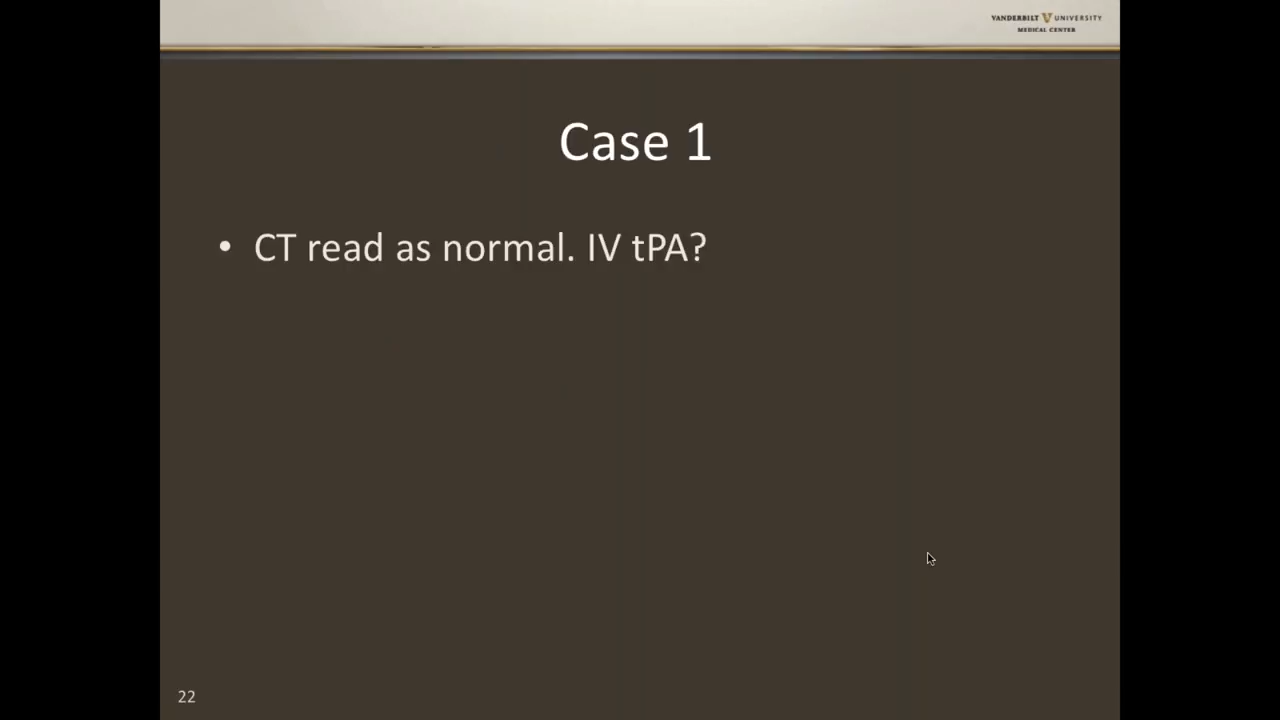 VANDERBILT V UNIVERSITY
MEDICAL CENTER
Case 1
• CT read as normal. IV tPA?
22